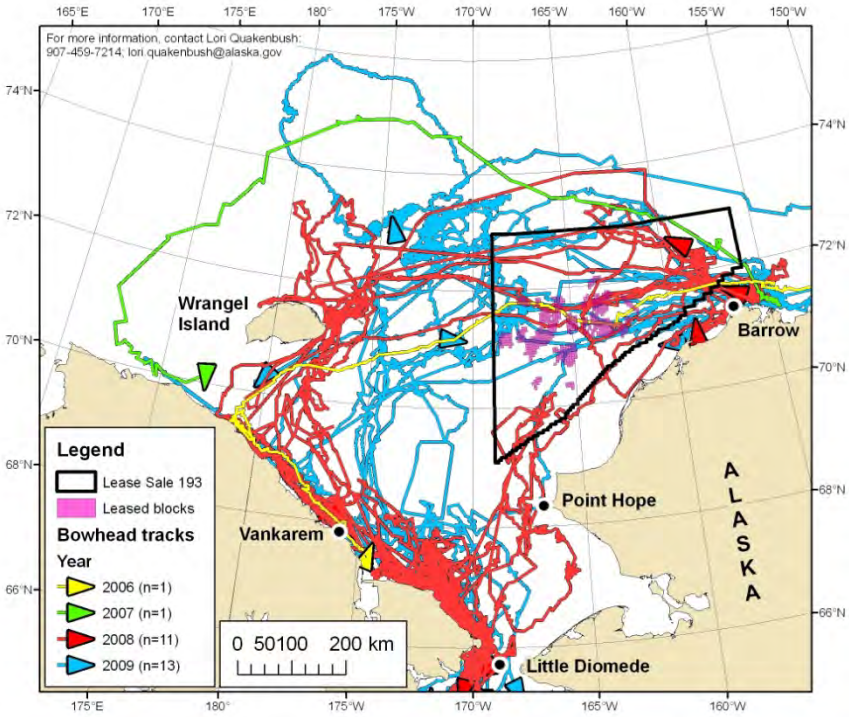 165°E 170°E 175°E 180° 175°W 170°W 165°W 160°W 155°W 150°W
For more information, contact Lori Quakenbush:
907-459-7214; lori.quakenbush@alaska.gov
74°N
74°N
72°N
72°N
Wrangel
Island
Barrow
70°N
70°N
Legend
Lease Sale 193
Leased blocks
Bowhead tracks
Year
2006 (n=1)
2007 (n=1)
2008 (n=11)
2009 (n=13)
68°N
68°N
Point Hope
ALASKA
Vankarem
66°N
66°N
0 50100 200 km
Little Diomede
175°E 180° 175°W 170°W 165°W 160°W